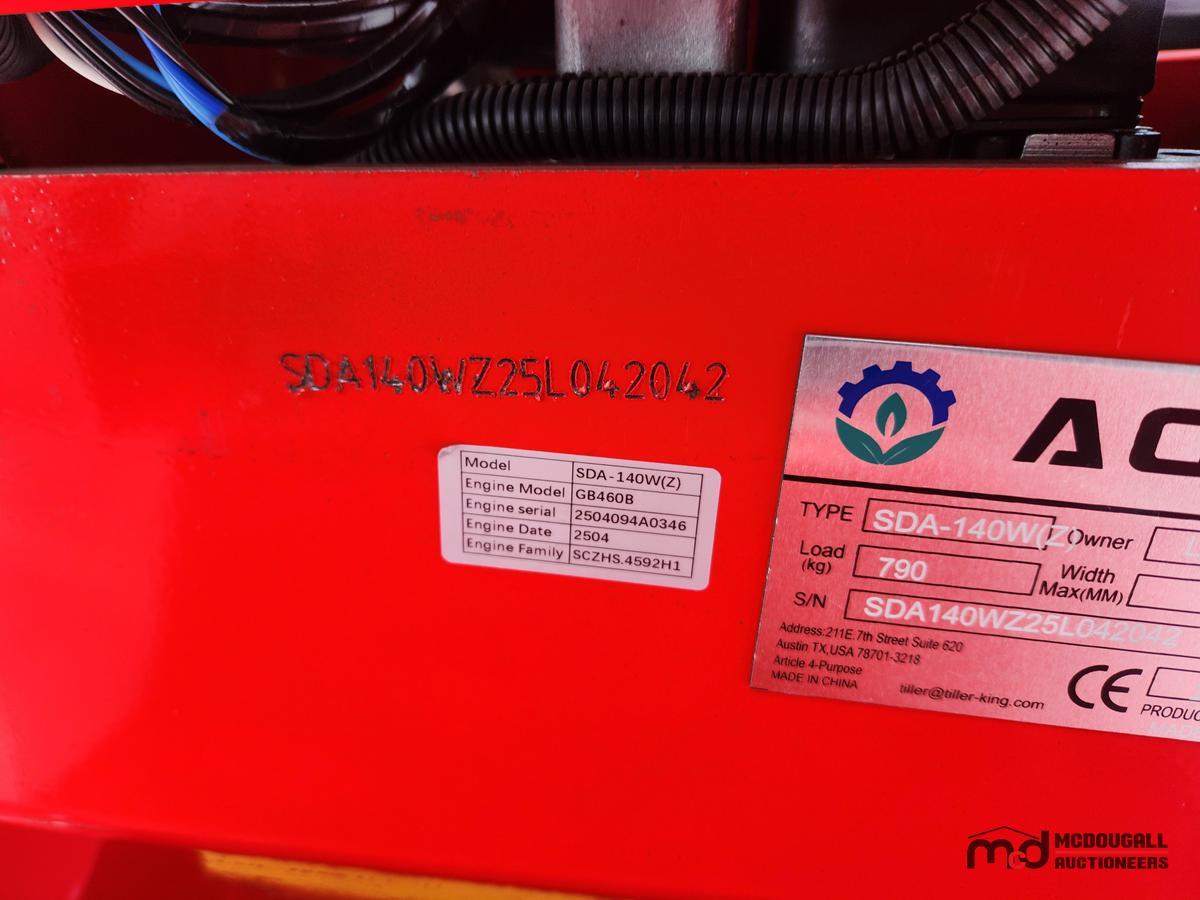 SDA140WZ25L042042
Model SDA-140W(Z)
Engine Model GB460B
Engine serial 2504094A0346
Engine Date 2504
Engine Family SCZHS.4592H1
TYPE SDA-140W(Z) Owner
Load (kg) 790 Width Max(MM)
S/N SDA140WZ25L042042
Address:211E.7th Street Suite 620
Austin TX,USA 78701-3218
Article 4-Purpose
MADE IN CHINA
tiller@tiller-king.com
CE
mcd MCDOUGALL
AUCTIONEERS